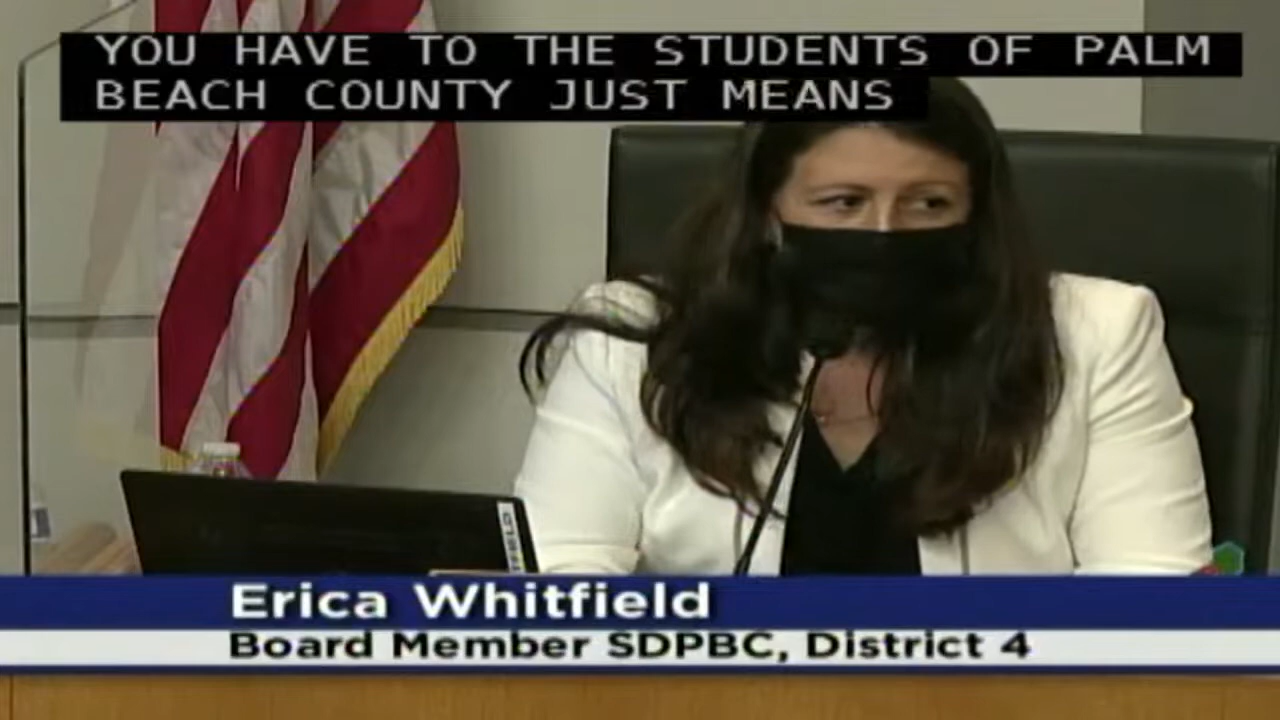 YOU HAVE TO THE STUDENTS OF PALM
BEACH COUNTY JUST MEANS
Erica Whitfield
Board Member SDPBC, District 4